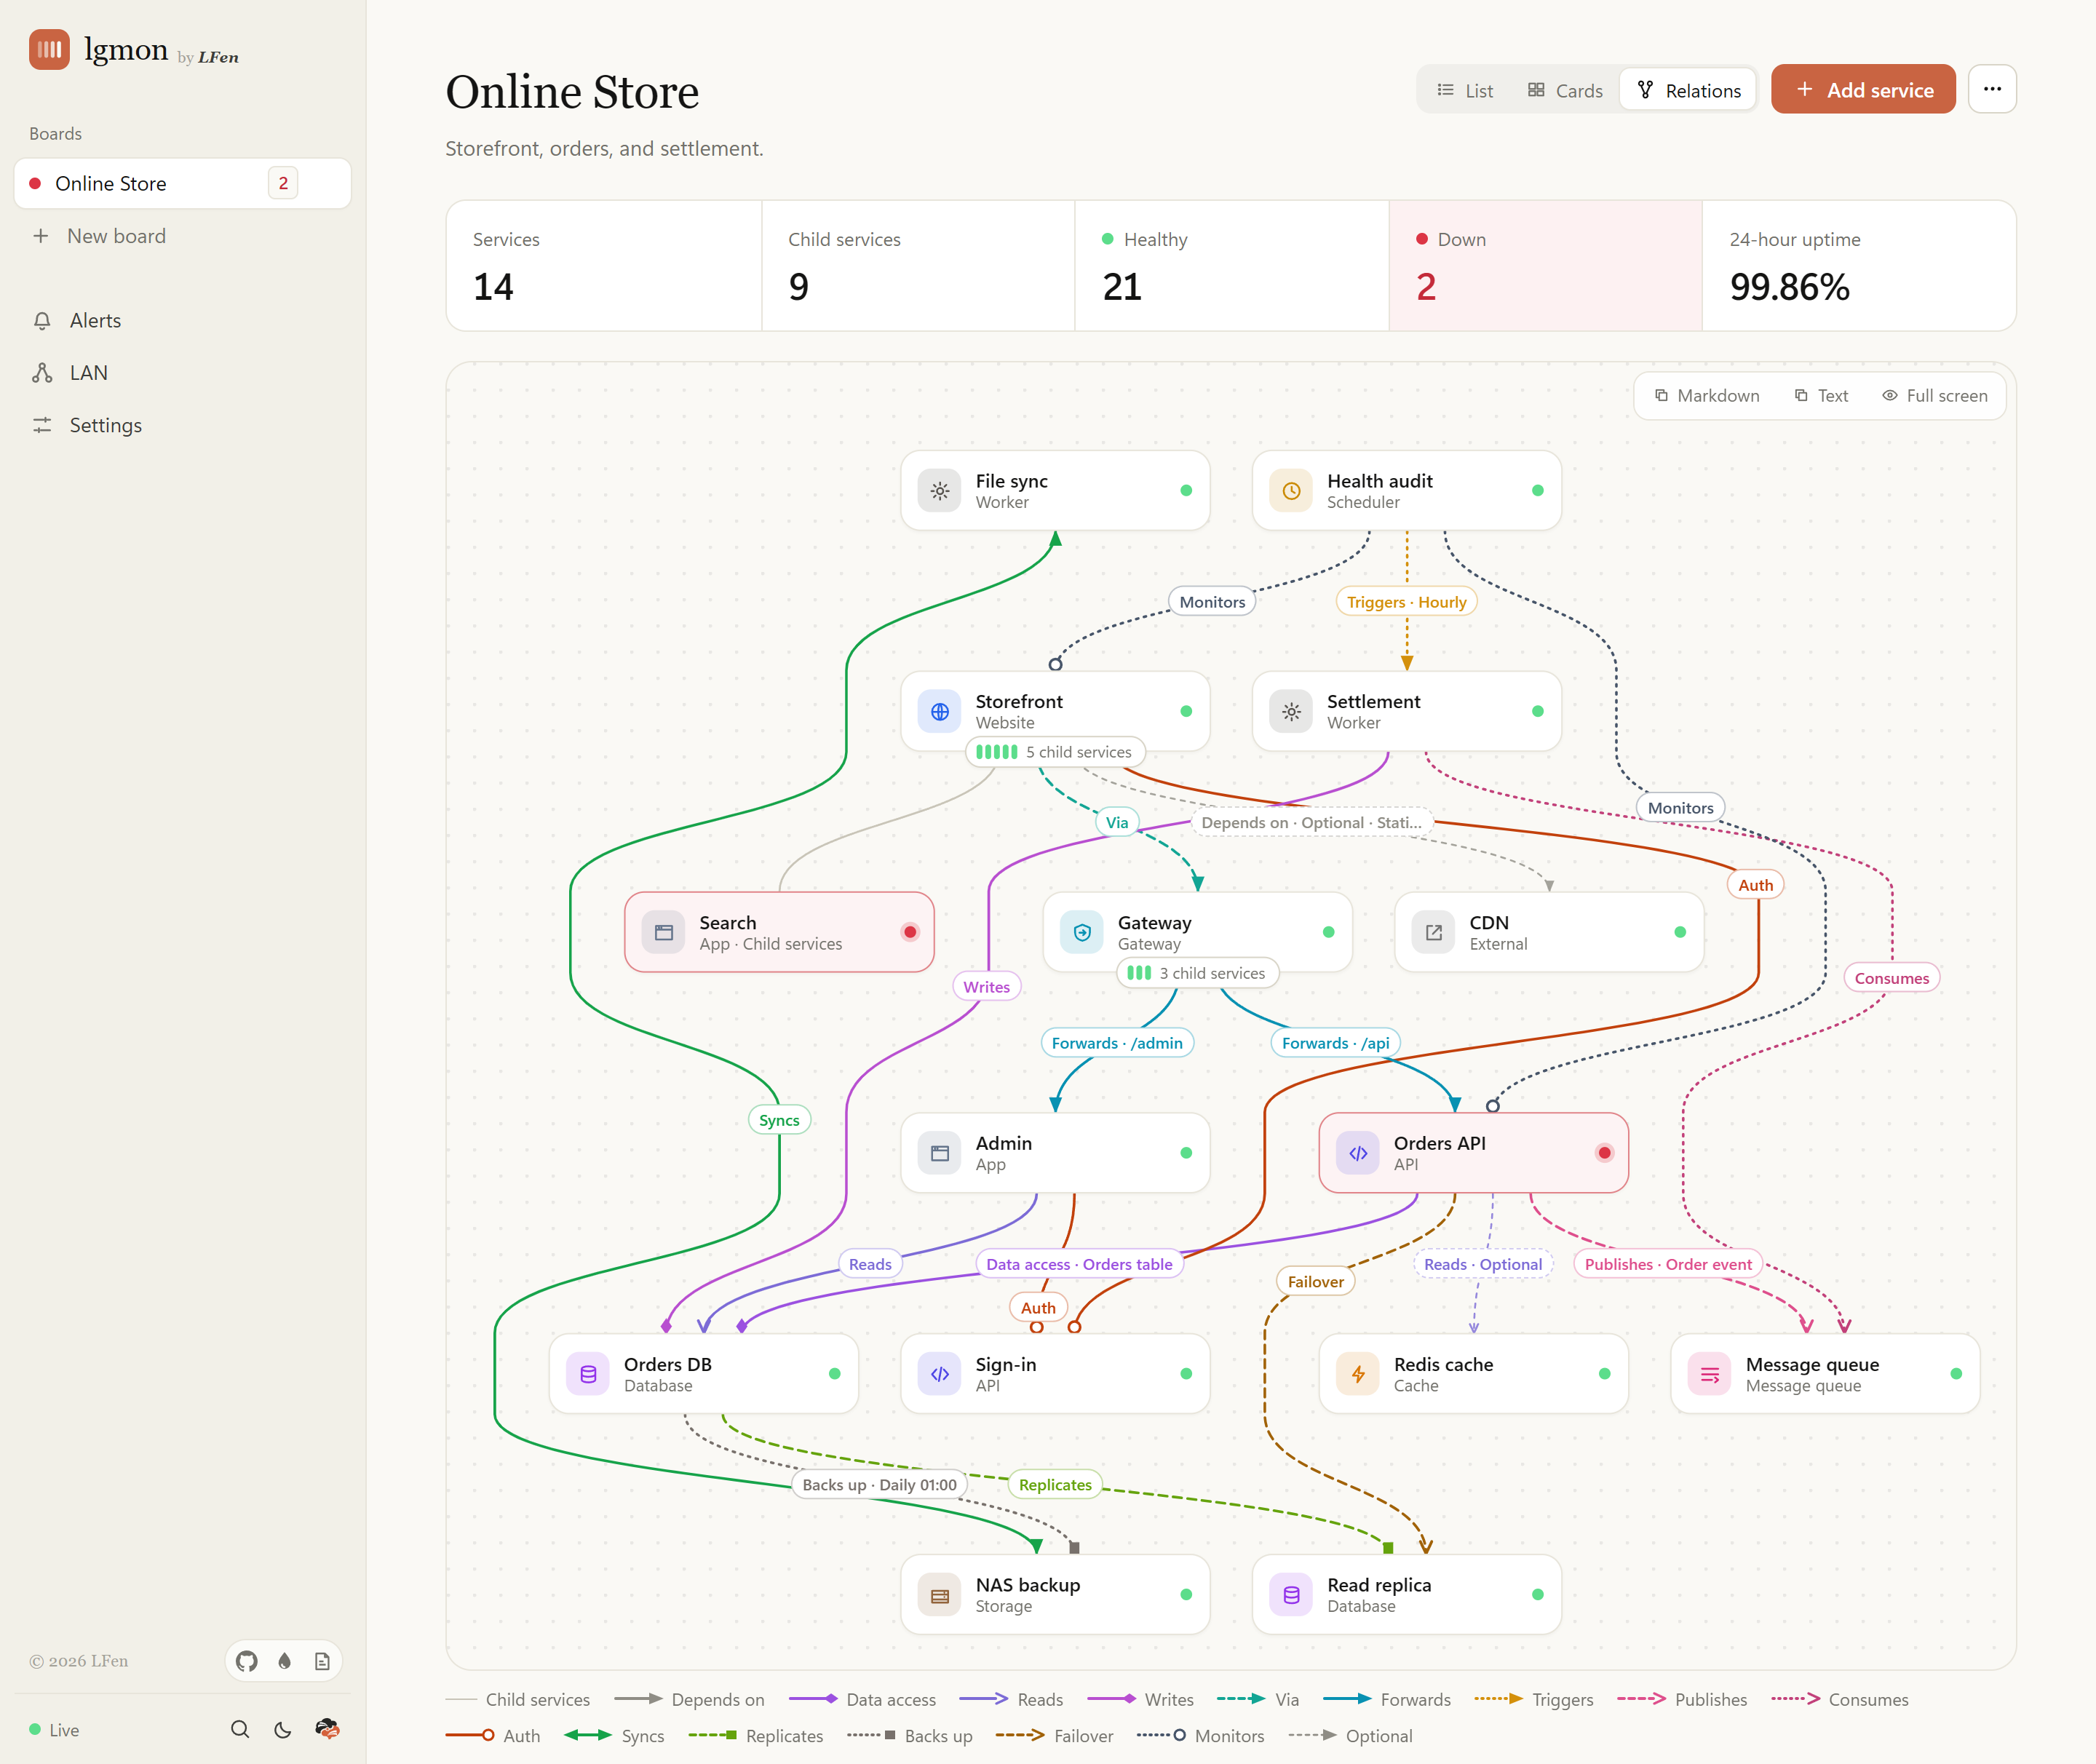 lgmon by LFen
Boards
Online Store 2
New board
Alerts
LAN
Settings
© 2026 LFen
Live
Online Store
Storefront, orders, and settlement.
List
Cards
Relations
Add service
Services
14
Child services
9
Healthy
21
Down
2
24-hour uptime
99.86%
Markdown
Text
Full screen
File sync
Worker
Health audit
Scheduler
Monitors
Triggers · Hourly
Storefront
Website
5 child services
Settlement
Worker
Monitors
Via
Depends on · Optional · Stati...
Auth
Search
App · Child services
Gateway
Gateway
3 child services
CDN
External
Writes
Consumes
Forwards · /admin
Forwards · /api
Syncs
Admin
App
Orders API
API
Reads
Data access · Orders table
Failover
Reads · Optional
Publishes · Order event
Auth
Orders DB
Database
Sign-in
API
Redis cache
Cache
Message queue
Message queue
Backs up · Daily 01:00
Replicates
NAS backup
Storage
Read replica
Database
Child services
Depends on
Data access
Reads
Writes
Via
Forwards
Triggers
Publishes
Consumes
Auth
Syncs
Replicates
Backs up
Failover
Monitors
Optional